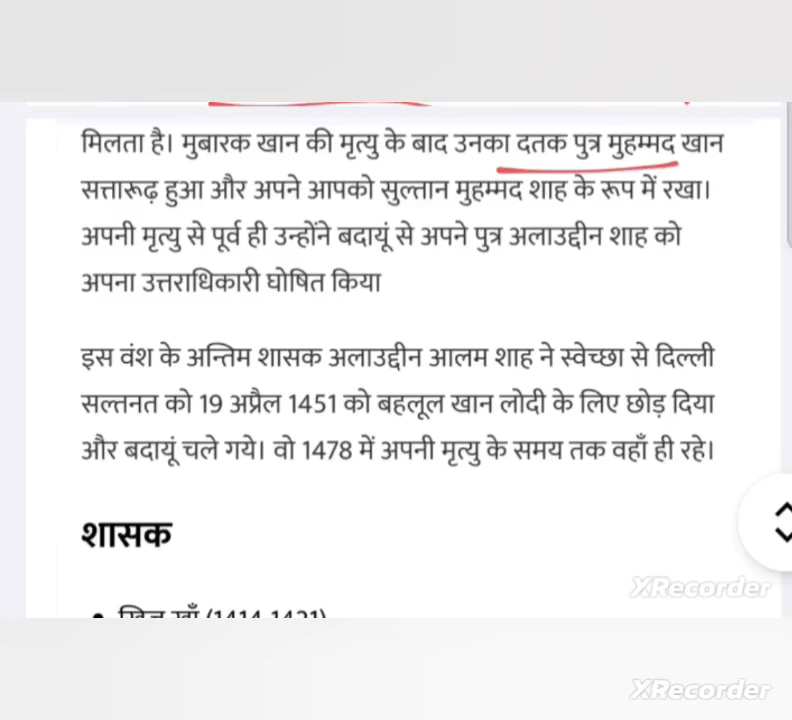 मिलता है। मुबारक खान की मृत्यु के बाद उनका दतक पुत्र मुहम्मद खान
सत्तारूढ़ हुआ और अपने आपको सुल्तान मुहम्मद शाह के रूप में रखा।
अपनी मृत्यु से पूर्व ही उन्होंने बदायूं से अपने पुत्र अलाउद्दीन शाह को
अपना उत्तराधिकारी घोषित किया
इस वंश के अन्तिम शासक अलाउद्दीन आलम शाह ने स्वेच्छा से दिल्ली
सल्तनत को 19 अप्रैल 1451 को बहलूल खान लोदी के लिए छोड़ दिया
और बदायूं चले गये। वो 1478 में अपनी मृत्यु के समय तक वहाँ ही रहे।
शासक
XRecorder
XRecorder